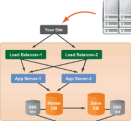 Your Site
Load Balancer-1
Load Balancer-2
App Server-1
App Server-2
Master
DB
Slave
DB